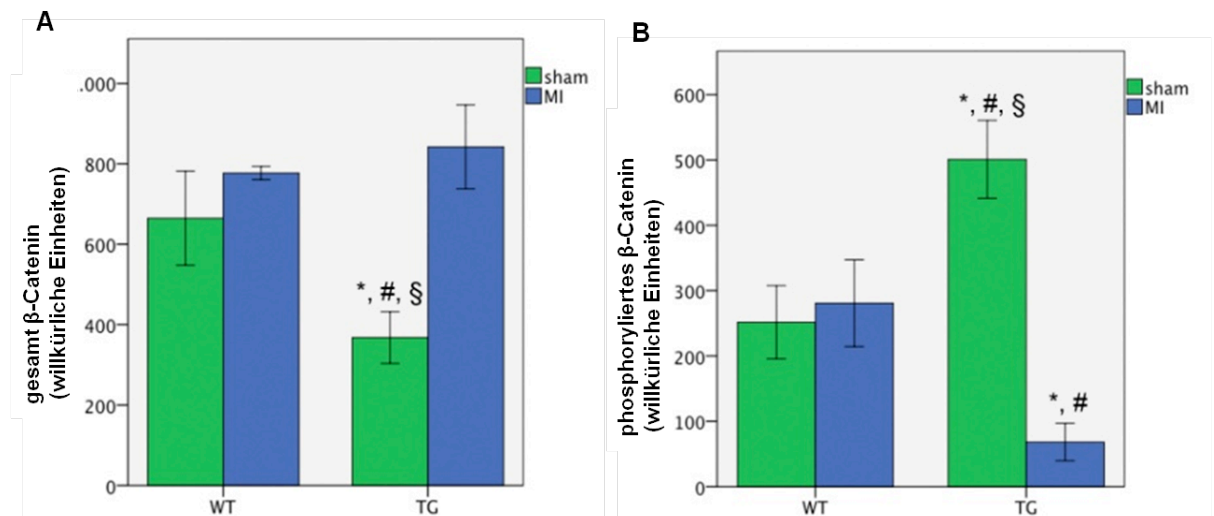 A
gesamt β-Catenin
(willkürliche Einheiten)
.000
800
600
400
200
0
*, #, §
WT
TG
sham
MI
B
phosphoryliertes β-Catenin
(willkürliche Einheiten)
600
500
400
300
200
100
0
*, #, §
*, #
WT
TG
sham
MI